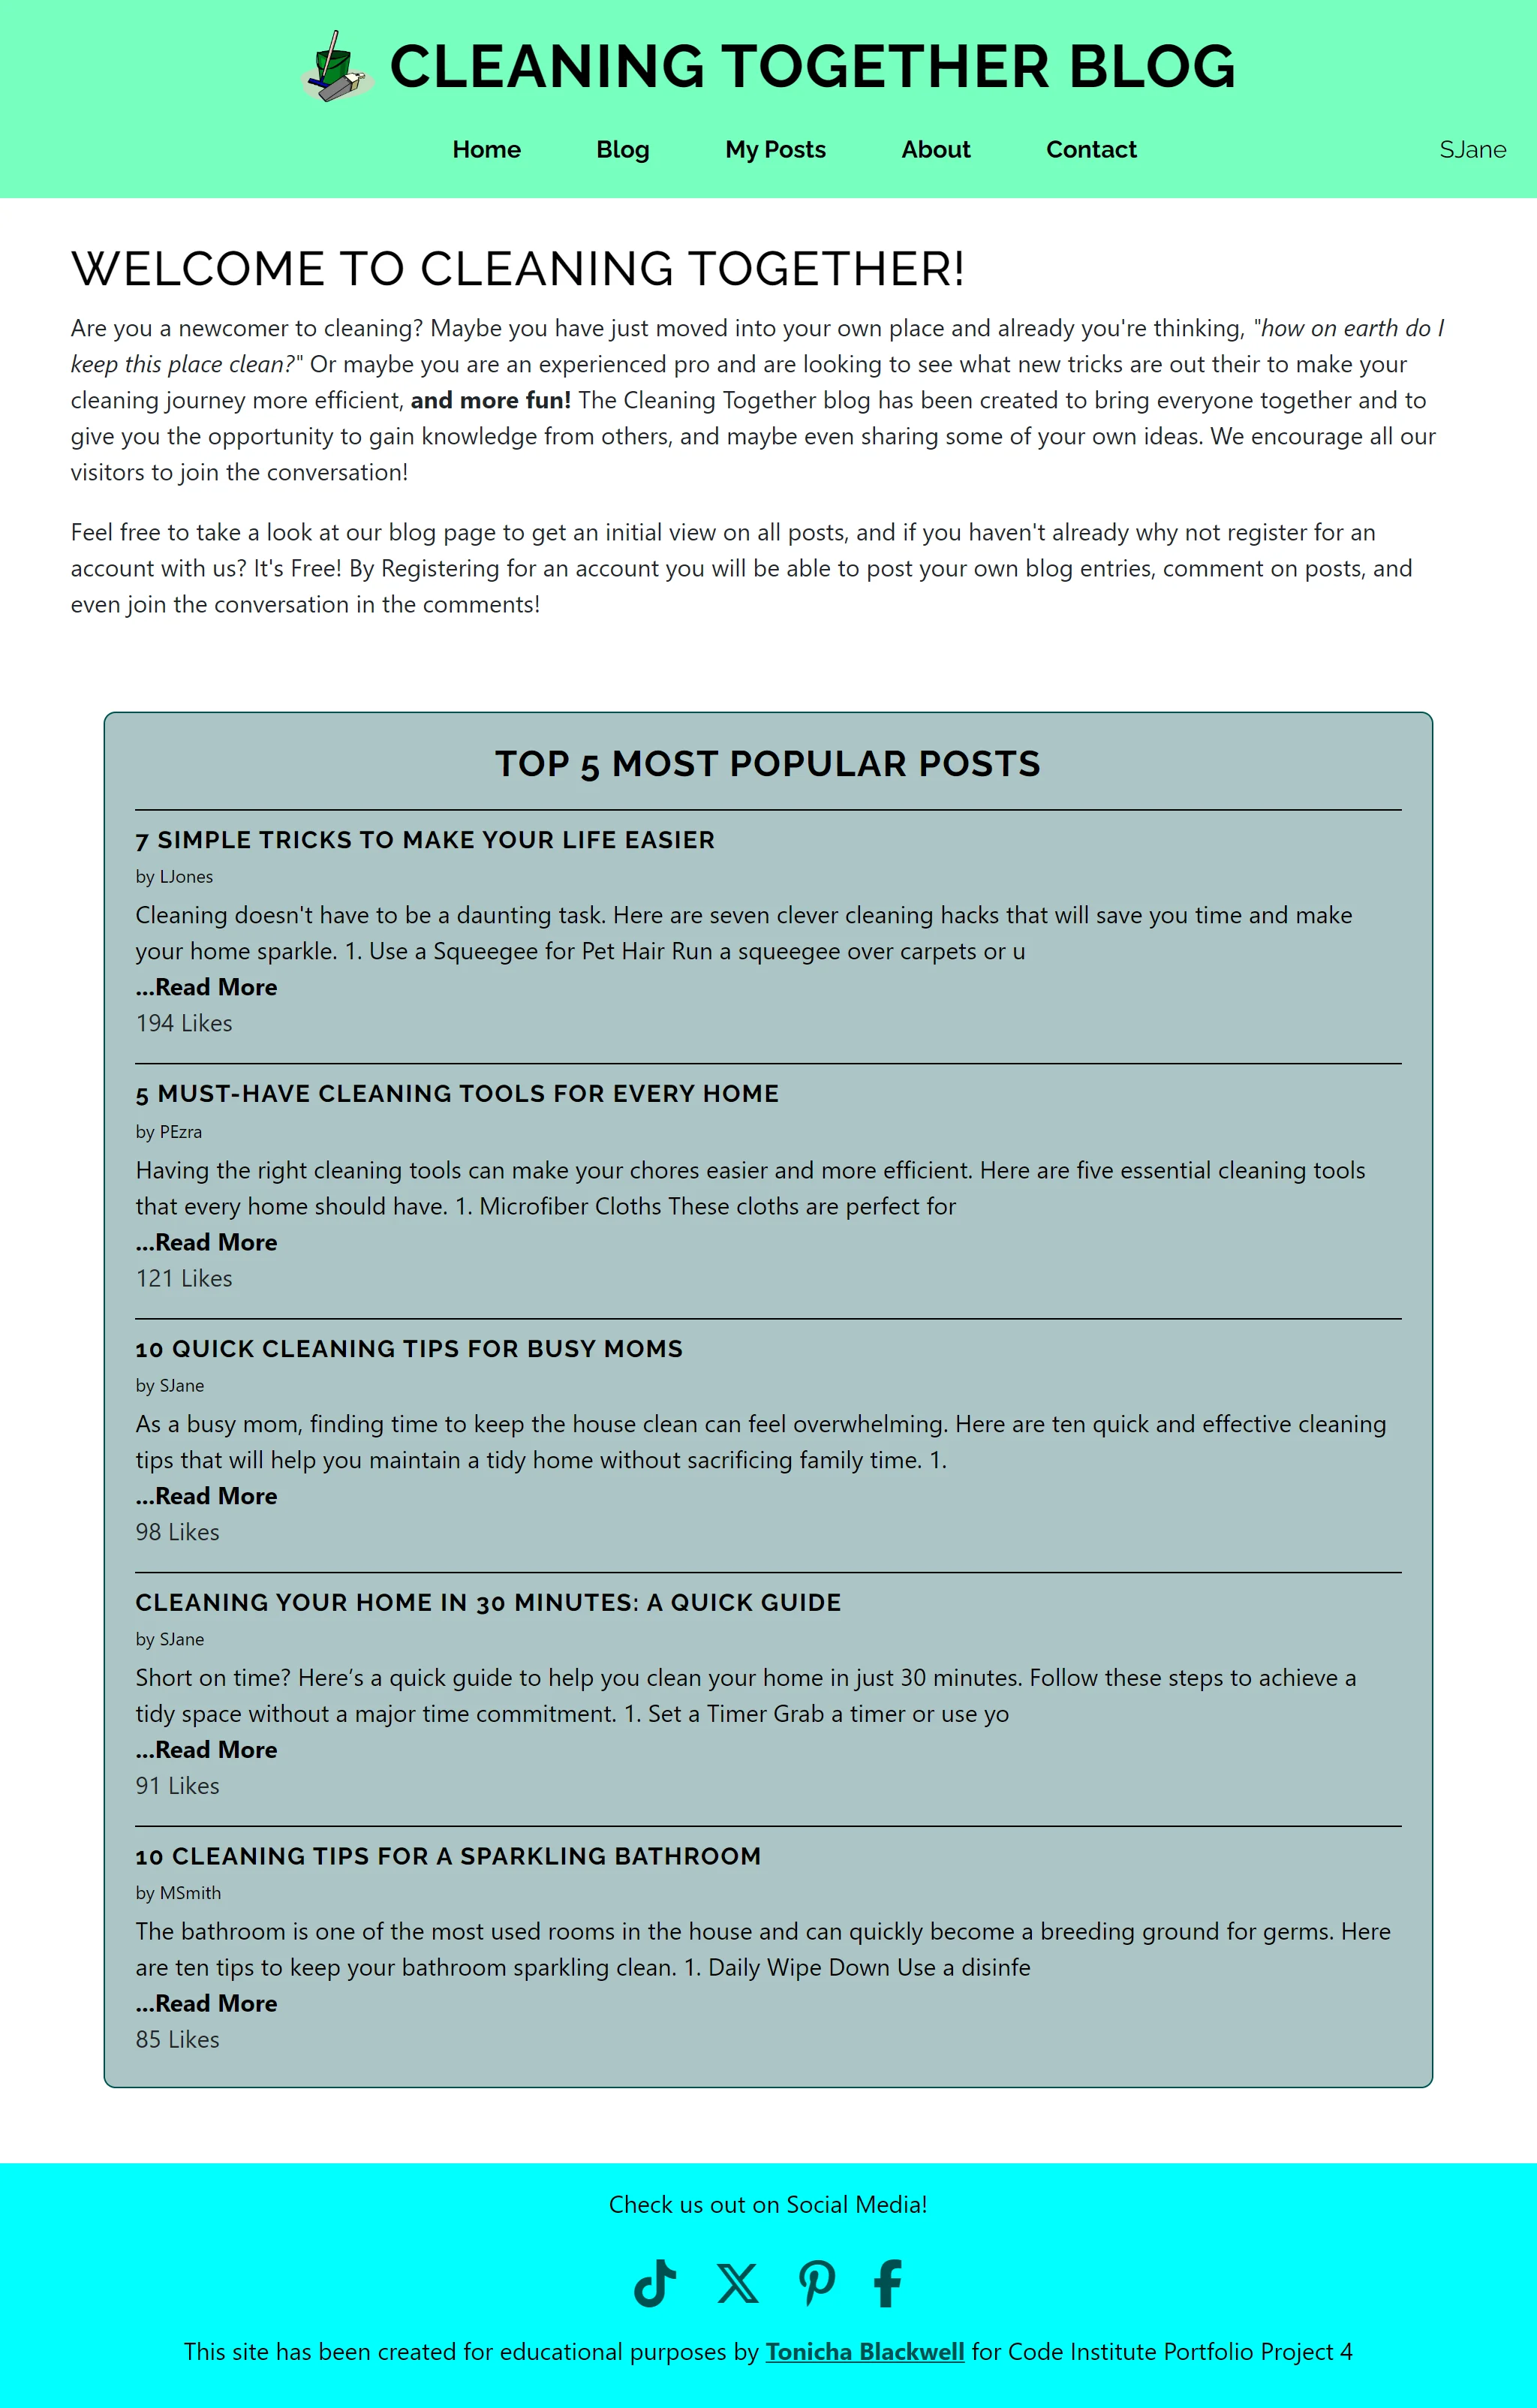 CLEANING TOGETHER BLOG
Home Blog My Posts About Contact SJane
WELCOME TO CLEANING TOGETHER!
Are you a newcomer to cleaning? Maybe you have just moved into your own place and already you're thinking, "how on earth do I
keep this place clean?" Or maybe you are an experienced pro and are looking to see what new tricks are out their to make your
cleaning journey more efficient, and more fun! The Cleaning Together blog has been created to bring everyone together and to
give you the opportunity to gain knowledge from others, and maybe even sharing some of your own ideas. We encourage all our
visitors to join the conversation!
Feel free to take a look at our blog page to get an initial view on all posts, and if you haven't already why not register for an
account with us? It's Free! By Registering for an account you will be able to post your own blog entries, comment on posts, and
even join the conversation in the comments!
TOP 5 MOST POPULAR POSTS
7 SIMPLE TRICKS TO MAKE YOUR LIFE EASIER
by LJones
Cleaning doesn't have to be a daunting task. Here are seven clever cleaning hacks that will save you time and make
your home sparkle. 1. Use a Squeegee for Pet Hair Run a squeegee over carpets or u
...Read More
194 Likes
5 MUST-HAVE CLEANING TOOLS FOR EVERY HOME
by PEzra
Having the right cleaning tools can make your chores easier and more efficient. Here are five essential cleaning tools
that every home should have. 1. Microfiber Cloths These cloths are perfect for
...Read More
121 Likes
10 QUICK CLEANING TIPS FOR BUSY MOMS
by SJane
As a busy mom, finding time to keep the house clean can feel overwhelming. Here are ten quick and effective cleaning
tips that will help you maintain a tidy home without sacrificing family time. 1.
...Read More
98 Likes
CLEANING YOUR HOME IN 30 MINUTES: A QUICK GUIDE
by SJane
Short on time? Here’s a quick guide to help you clean your home in just 30 minutes. Follow these steps to achieve a
tidy space without a major time commitment. 1. Set a Timer Grab a timer or use yo
...Read More
91 Likes
10 CLEANING TIPS FOR A SPARKLING BATHROOM
by MSmith
The bathroom is one of the most used rooms in the house and can quickly become a breeding ground for germs. Here
are ten tips to keep your bathroom sparkling clean. 1. Daily Wipe Down Use a disinfe
...Read More
85 Likes
Check us out on Social Media!
This site has been created for educational purposes by Tonicha Blackwell for Code Institute Portfolio Project 4